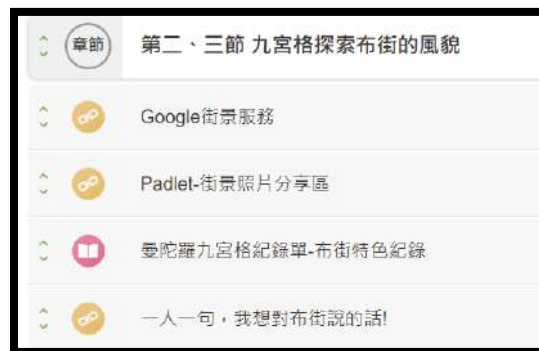 章節 第二、三節 九宮格探索布街的風貌
Google街景服務
Padlet-街景照片分享區
曼陀羅九宮格紀錄單-布街特色紀錄
一人一句，我想對布街說的話!